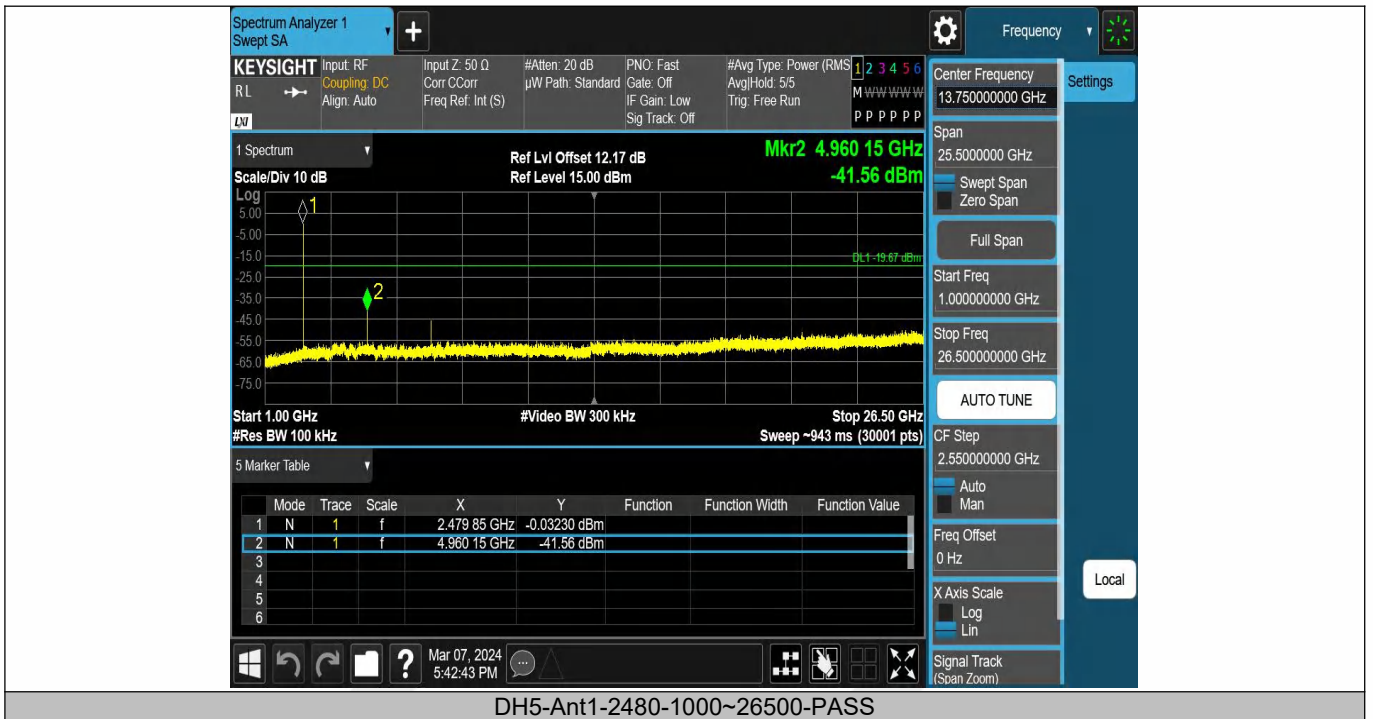 Spectrum Analyzer 1
Swept SA
+
Frequency
KEYSIGHT
RL
LXI
Input: RF
Coupling: DC
Align: Auto
Input Z: 50 Ω
Corr CCorr
Freq Ref: Int (S)
#Atten: 20 dB
µW Path: Standard
PNO: Fast
Gate: Off
IF Gain: Low
Sig Track: Off
#Avg Type: Power (RMS
Avg|Hold: 5/5
Trig: Free Run
1 2 3 4 5 6
M W W W W W
P P P P P P
Center Frequency
13.750000000 GHz
Settings
Span
25.5000000 GHz
Swept Span
Zero Span
Full Span
Start Freq
1.000000000 GHz
Stop Freq
26.500000000 GHz
AUTO TUNE
CF Step
2.550000000 GHz
Auto
Man
Freq Offset
0 Hz
X Axis Scale
Log
Lin
Signal Track
(Span Zoom)
Local
1 Spectrum
Scale/Div 10 dB
Ref Lvl Offset 12.17 dB
Ref Level 15.00 dBm
Mkr2 4.960 15 GHz
-41.56 dBm
Log
5.00
-5.00
-15.0
-25.0
-35.0
-45.0
-55.0
-65.0
-75.0
1
2
DL1 -19.67 dBm
Start 1.00 GHz
#Video BW 300 kHz
Stop 26.50 GHz
#Res BW 100 kHz
Sweep ~943 ms (30001 pts)
5 Marker Table
Mode Trace Scale X Y Function Function Width Function Value
1 N 1 f 2.479 85 GHz -0.03230 dBm
2 N 1 f 4.960 15 GHz -41.56 dBm
3
4
5
6
?
Mar 07, 2024
5:42:43 PM
DH5-Ant1-2480-1000~26500-PASS